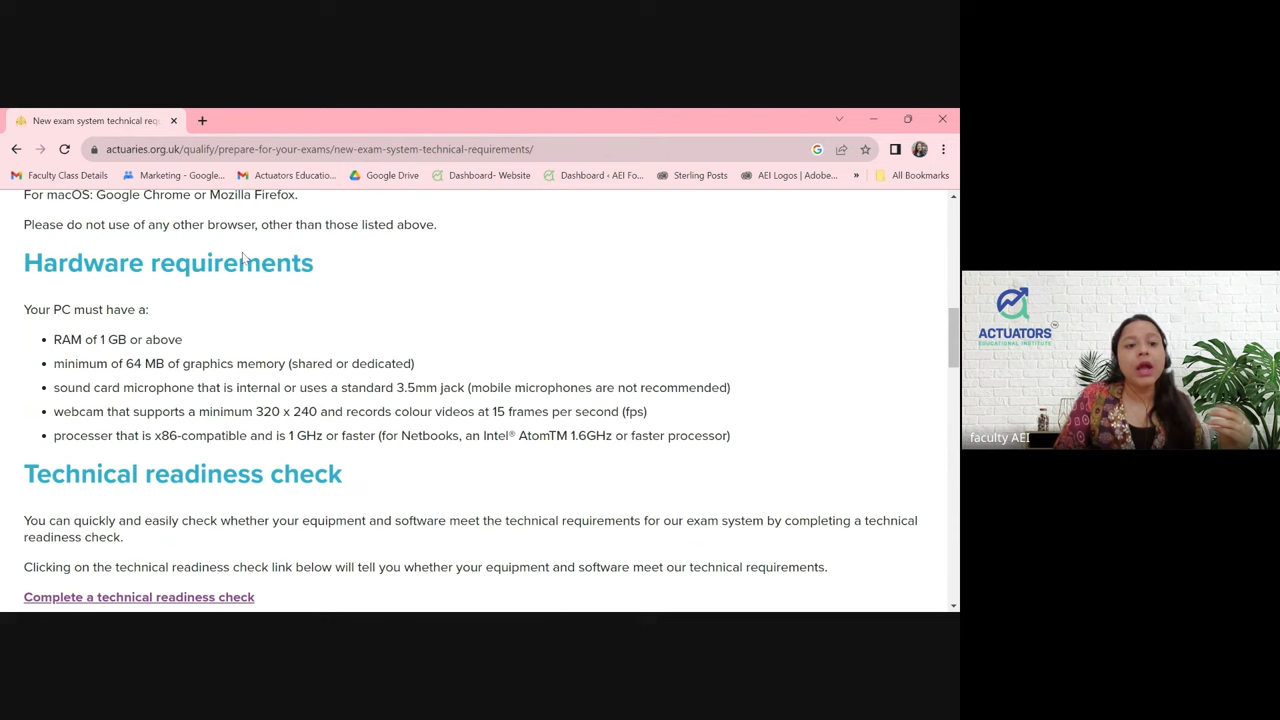 New exam system technical req
actuaries.org.uk/qualify/prepare-for-your-exams/new-exam-system-technical-requirements/
Faculty Class Details
Marketing - Google...
Actuators Educatio...
Google Drive
Dashboard- Website
Dashboard ‹ AEI Fo...
Sterling Posts
AEI Logos | Adobe...
»
All Bookmarks
For macOS: Google Chrome or Mozilla Firefox.
Please do not use of any other browser, other than those listed above.
Hardware requirements
Your PC must have a:
• RAM of 1 GB or above
• minimum of 64 MB of graphics memory (shared or dedicated)
• sound card microphone that is internal or uses a standard 3.5mm jack (mobile microphones are not recommended)
• webcam that supports a minimum 320 x 240 and records colour videos at 15 frames per second (fps)
• processer that is x86-compatible and is 1 GHz or faster (for Netbooks, an Intel® AtomTM 1.6GHz or faster processor)
Technical readiness check
You can quickly and easily check whether your equipment and software meet the technical requirements for our exam system by completing a technical
readiness check.
Clicking on the technical readiness check link below will tell you whether your equipment and software meet our technical requirements.
Complete a technical readiness check
ACTUATORS
EDUCATIONAL INSTITUTE
faculty AEI